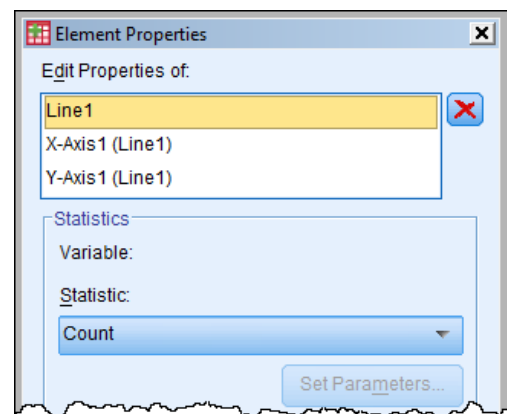 Element Properties
Edit Properties of:
Line1
X-Axis1 (Line1)
Y-Axis1 (Line1)
Statistics
Variable:
Statistic:
Count
Set Parameters...